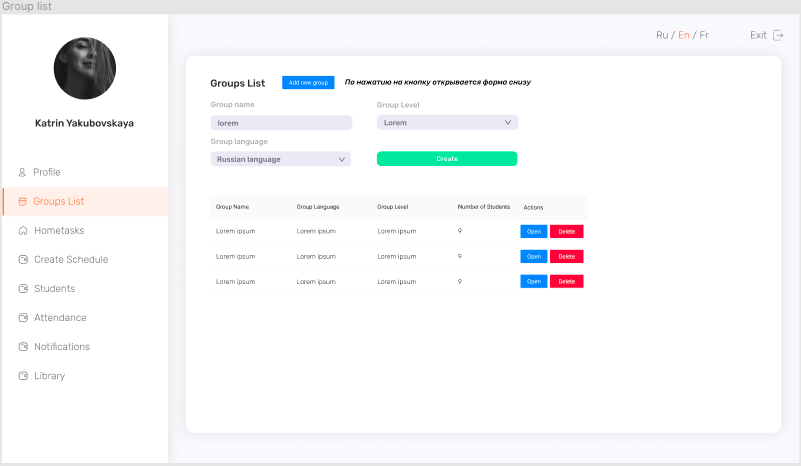 Group list
Ru / En / Fr
Exit
Katrin Yakubovskaya
Profile
Groups List
Hometasks
Create Schedule
Students
Attendance
Notifications
Library
Groups List
Add new group
По нажатию на кнопку открывается форма снизу
Group name
Group Level
lorem
Lorem
Group language
Russian language
Create
Group Name Group Language Group Level Number of Students Actions
Lorem ipsum Lorem ipsum Lorem ipsum 9 Open Delete
Lorem ipsum Lorem ipsum Lorem ipsum 9 Open Delete
Lorem ipsum Lorem ipsum Lorem ipsum 9 Open Delete